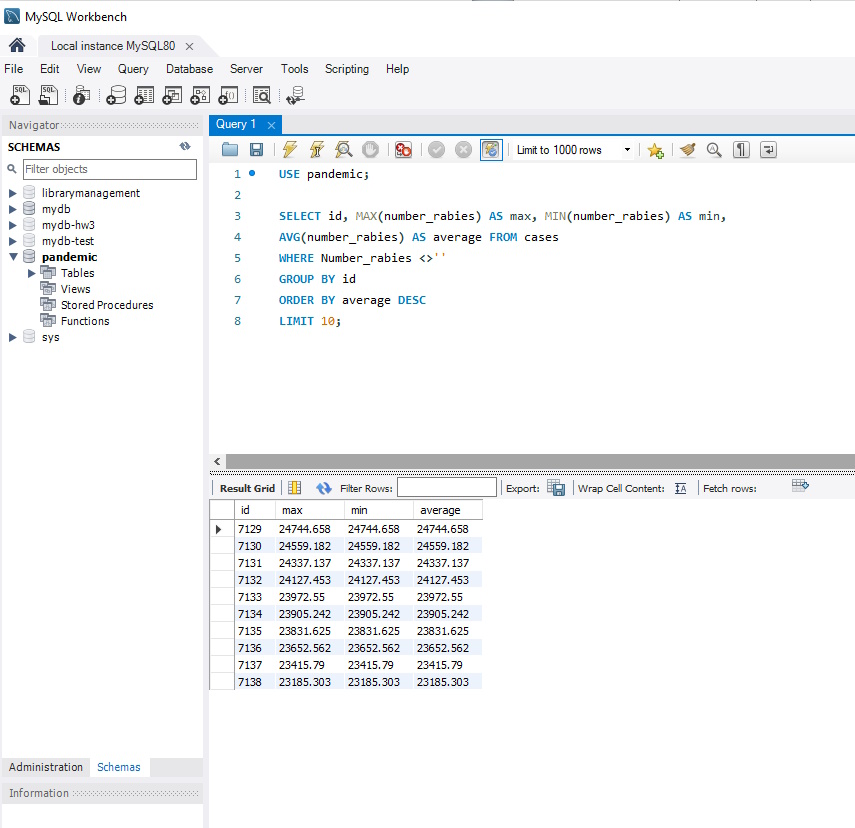 MySQL Workbench
Local instance MySQL80
File Edit View Query Database Server Tools Scripting Help
Navigator
SCHEMAS
Filter objects
librarymanagement
mydb
mydb-hw3
mydb-test
pandemic
Tables
Views
Stored Procedures
Functions
sys
Administration Schemas
Information
Query 1
Limit to 1000 rows
1 USE pandemic;
2
3 SELECT id, MAX(number_rabies) AS max, MIN(number_rabies) AS min,
4 AVG(number_rabies) AS average FROM cases
5 WHERE Number_rabies <>''
6 GROUP BY id
7 ORDER BY average DESC
8 LIMIT 10;
Result Grid Filter Rows: Export: Wrap Cell Content: Fetch rows:
id max min average
7129 24744.658 24744.658 24744.658
7130 24559.182 24559.182 24559.182
7131 24337.137 24337.137 24337.137
7132 24127.453 24127.453 24127.453
7133 23972.55 23972.55 23972.55
7134 23905.242 23905.242 23905.242
7135 23831.625 23831.625 23831.625
7136 23652.562 23652.562 23652.562
7137 23415.79 23415.79 23415.79
7138 23185.303 23185.303 23185.303